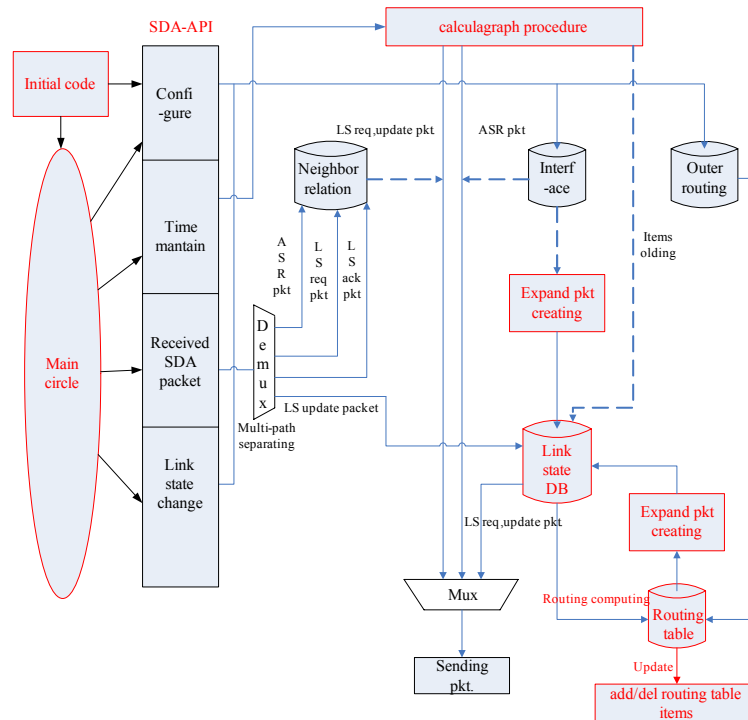 SDA-API
calculagraph procedure
Initial code
Confi
-gure
LS req ,update pkt.
ASR pkt
Neighbor
relation
Interf
-ace
Outer
routing
Time
mantain
A
S
R
pkt
L
S
req
pkt
L
S
ack
pkt
Items
olding
Expand pkt
creating
Received
SDA
packet
D
e
m
u
x
Main
circle
LS update packet
Multi-path
separating
Link
state
change
Link
state
DB
Expand pkt
creating
LS req,update pkt.
Mux
Routing computing
Routing
table
Sending
pkt.
Update
add/del routing table
items